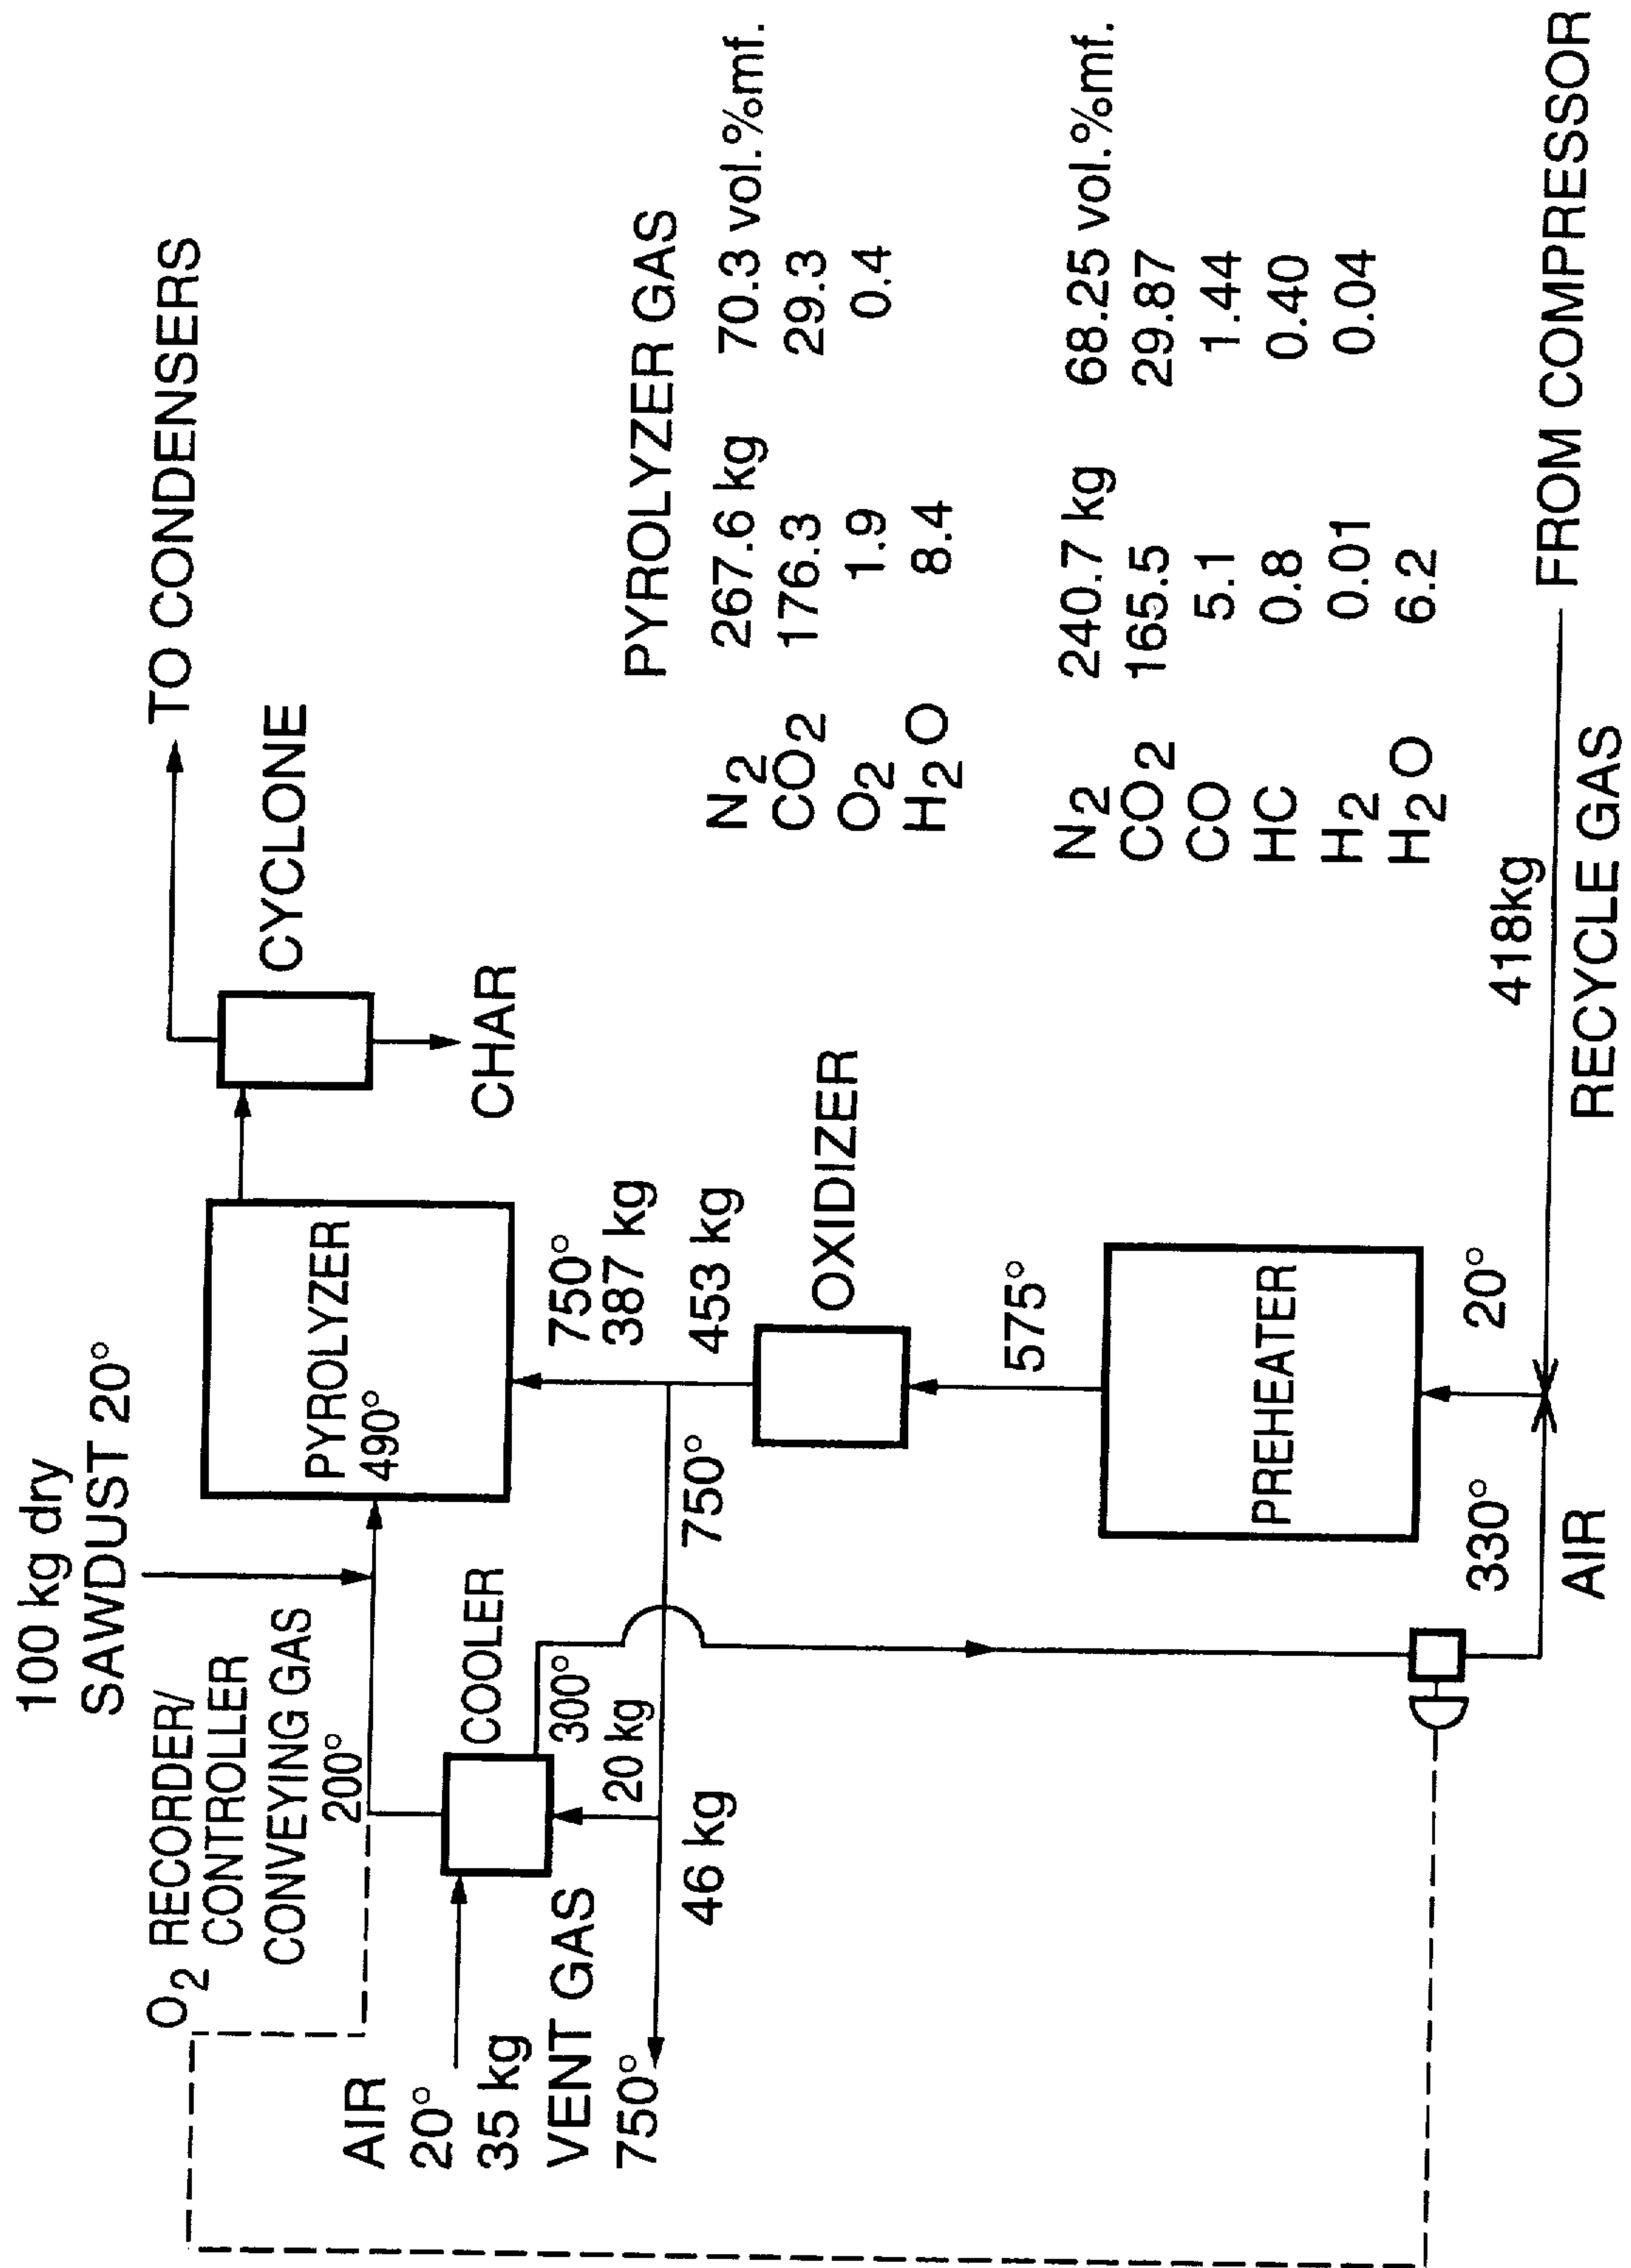 100 kg dry
SAWDUST 20°
O2 RECORDER/
CONTROLLER
CONVEYING GAS
200°
TO CONDENSERS
CYCLONE
CHAR
PYROLYZER
490°
AIR
20°
35 kg
COOLER
300°
20 kg
VENT GAS
750°
46 kg
750°
750°
387 kg
453 kg
OXIDIZER
575°
PREHEATER
330°
AIR
20°
418kg
RECYCLE GAS
FROM COMPRESSOR
PYROLYZER GAS
N2 267.6 kg 70.3 vol.%mf.
CO2 176.3 29.3
O2 1.9 0.4
H2O 8.4
N2 240.7 kg 68.25 vol.%mf.
CO2 165.5 29.87
CO 5.1 1.44
HC 0.8 0.40
H2 0.01 0.04
H2O 6.2